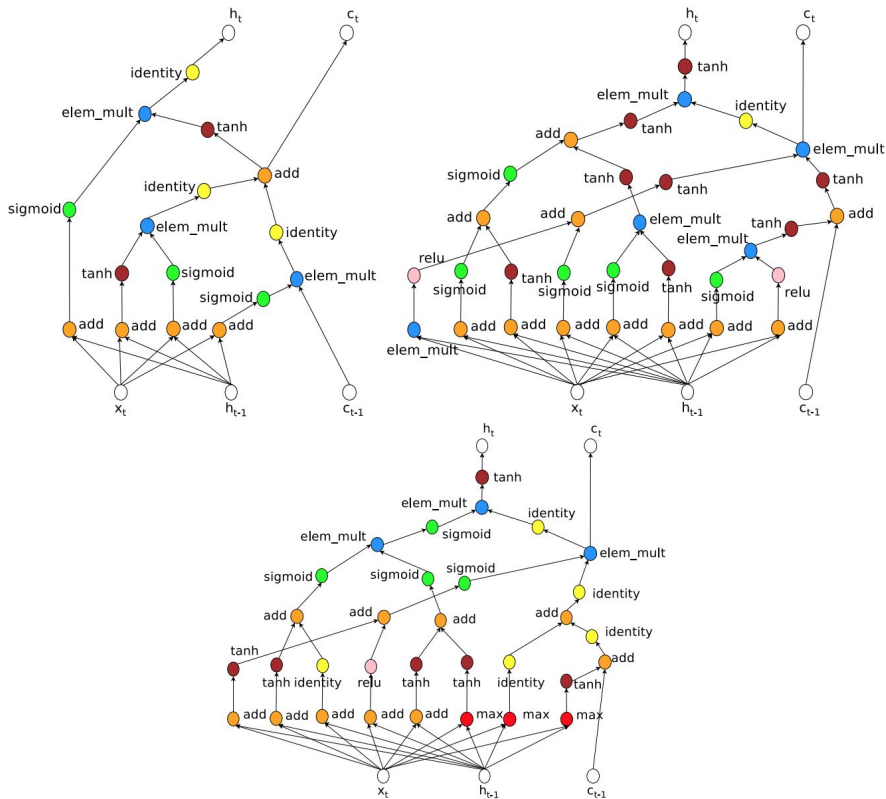 h_t
c_t
identity
elem_mult
tanh
identity
add
sigmoid
elem_mult
identity
tanh
sigmoid
sigmoid
elem_mult
add
add
add
add
x_t
h_t-1
c_t-1
h_t
c_t
tanh
elem_mult
identity
add
tanh
elem_mult
sigmoid
tanh
tanh
tanh
add
add
elem_mult
tanh
add
elem_mult
relu
sigmoid
tanh
sigmoid
sigmoid
tanh
sigmoid
relu
elem_mult
add
add
add
add
add
add
add
x_t
h_t-1
c_t-1
h_t
c_t
tanh
elem_mult
identity
elem_mult
sigmoid
elem_mult
sigmoid
sigmoid
sigmoid
identity
add
add
add
add
identity
add
tanh
tanh
identity
relu
tanh
tanh
identity
tanh
add
add
add
add
add
max
max
max
x_t
h_t-1
c_t-1